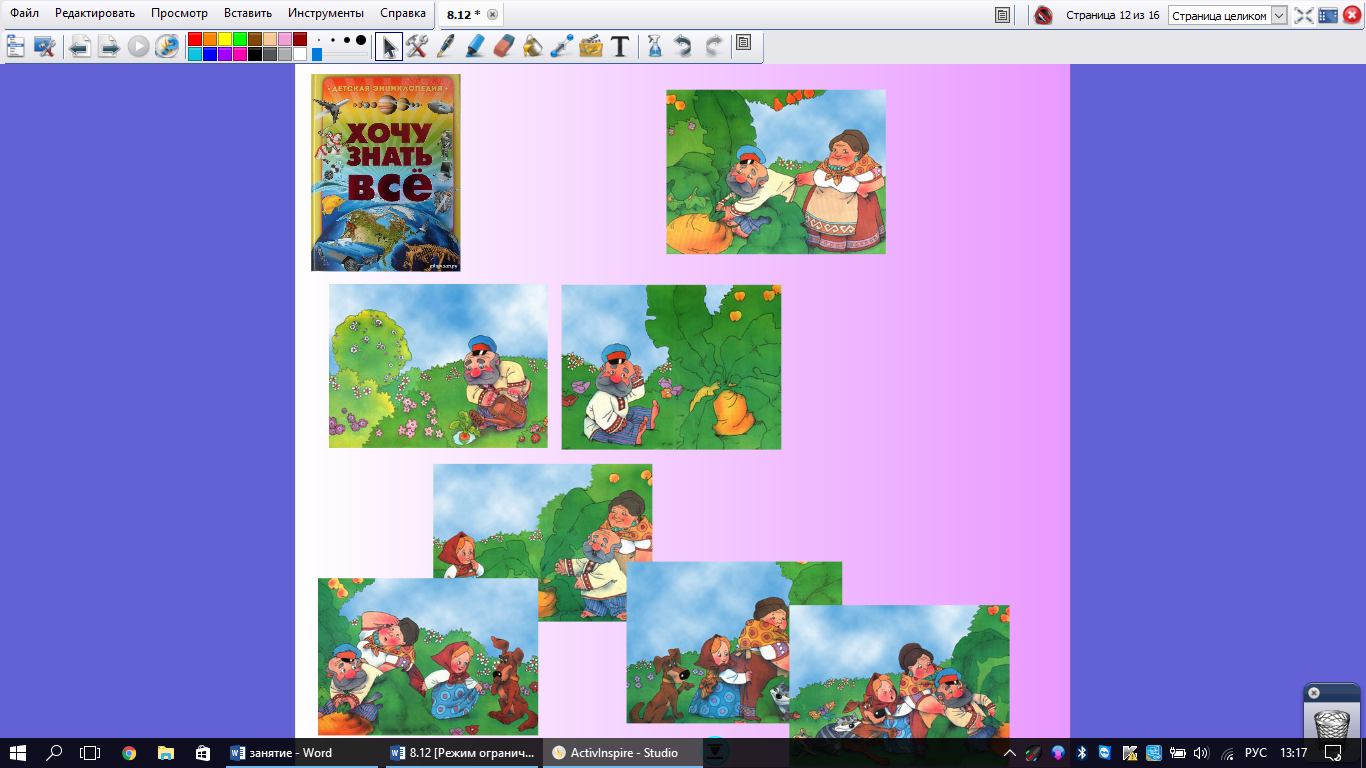 Файл Редактировать Просмотр Вставить Инструменты Справка 8.12 * Страница 12 из 16 Страница целиком
T
· ДЕТСКАЯ ЭНЦИКЛОПЕДИЯ ·
ХОЧУ
ЗНАТЬ
ВСЁ
занятие - Word 8.12 [Режим огранич... ActivInspire - Studio РУС 13:17